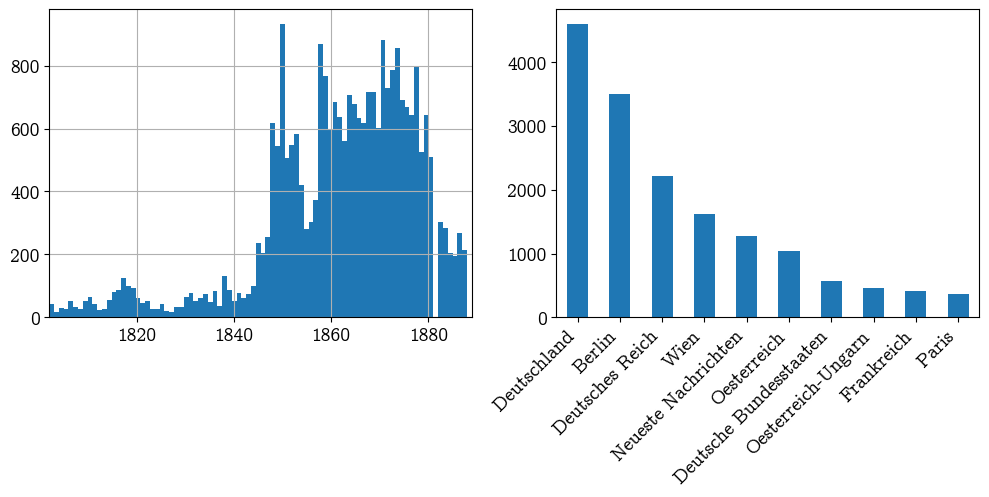 800
600
400
200
0
1820 1840 1860 1880
4000
3000
2000
1000
0
Deutschland
Berlin
Deutsches Reich
Wien
Neueste Nachrichten
Oesterreich
Deutsche Bundesstaaten
Oesterreich-Ungarn
Frankreich
Paris